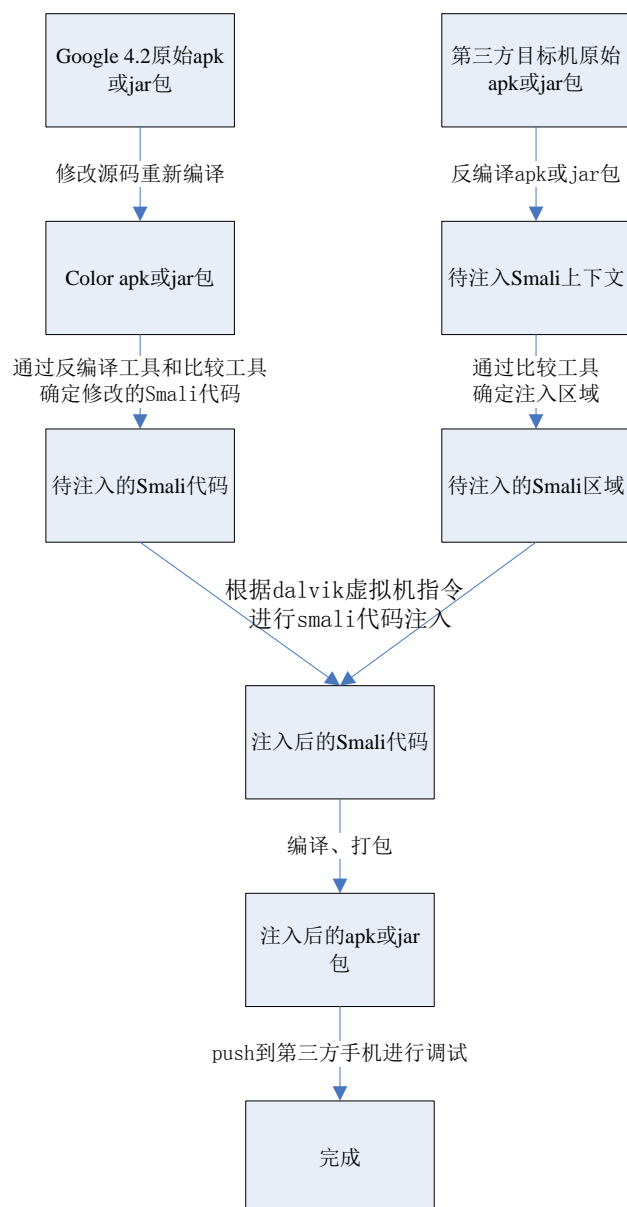 Google 4.2原始apk
或jar包
第三方目标机原始
apk或jar包
修改源码重新编译
反编译apk或jar包
Color apk或jar包
待注入Smali上下文
通过反编译工具和比较工具
确定修改的Smali代码
通过比较工具
确定注入区域
待注入的Smali代码
待注入的Smali区域
根据dalvik虚拟机指令
进行smali代码注入
注入后的Smali代码
编译、打包
注入后的apk或jar
包
push到第三方手机进行调试
完成